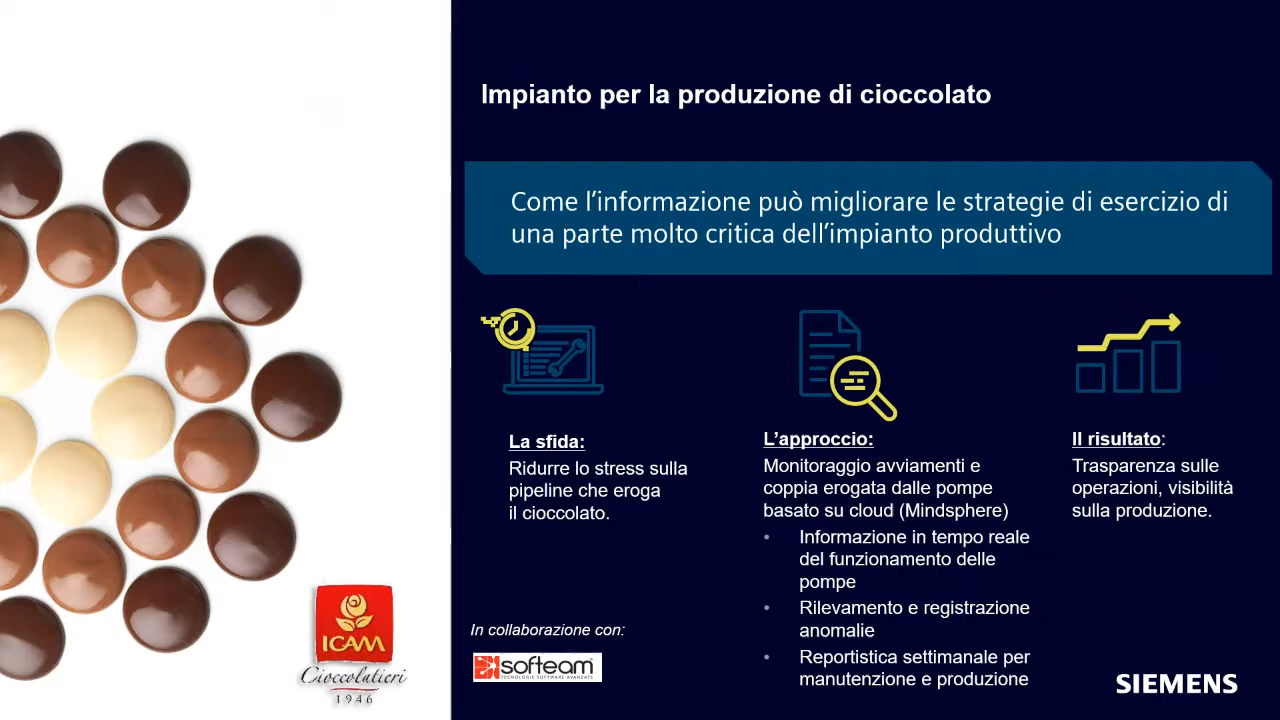 Impianto per la produzione di cioccolato
Come l'informazione può migliorare le strategie di esercizio di
una parte molto critica dell'impianto produttivo
La sfida:
Ridurre lo stress sulla
pipeline che eroga
il cioccolato.
L'approccio:
Monitoraggio avviamenti e
coppia erogata dalle pompe
basato su cloud (Mindsphere)
• Informazione in tempo reale
del funzionamento delle
pompe
• Rilevamento e registrazione
anomalie
• Reportistica settimanale per
manutenzione e produzione
Il risultato:
Trasparenza sulle
operazioni, visibilità
sulla produzione.
In collaborazione con:
softeam
TECNOLOGIE SOFTWARE AVANZATE
ICAM
Cioccolatieri
1946
SIEMENS